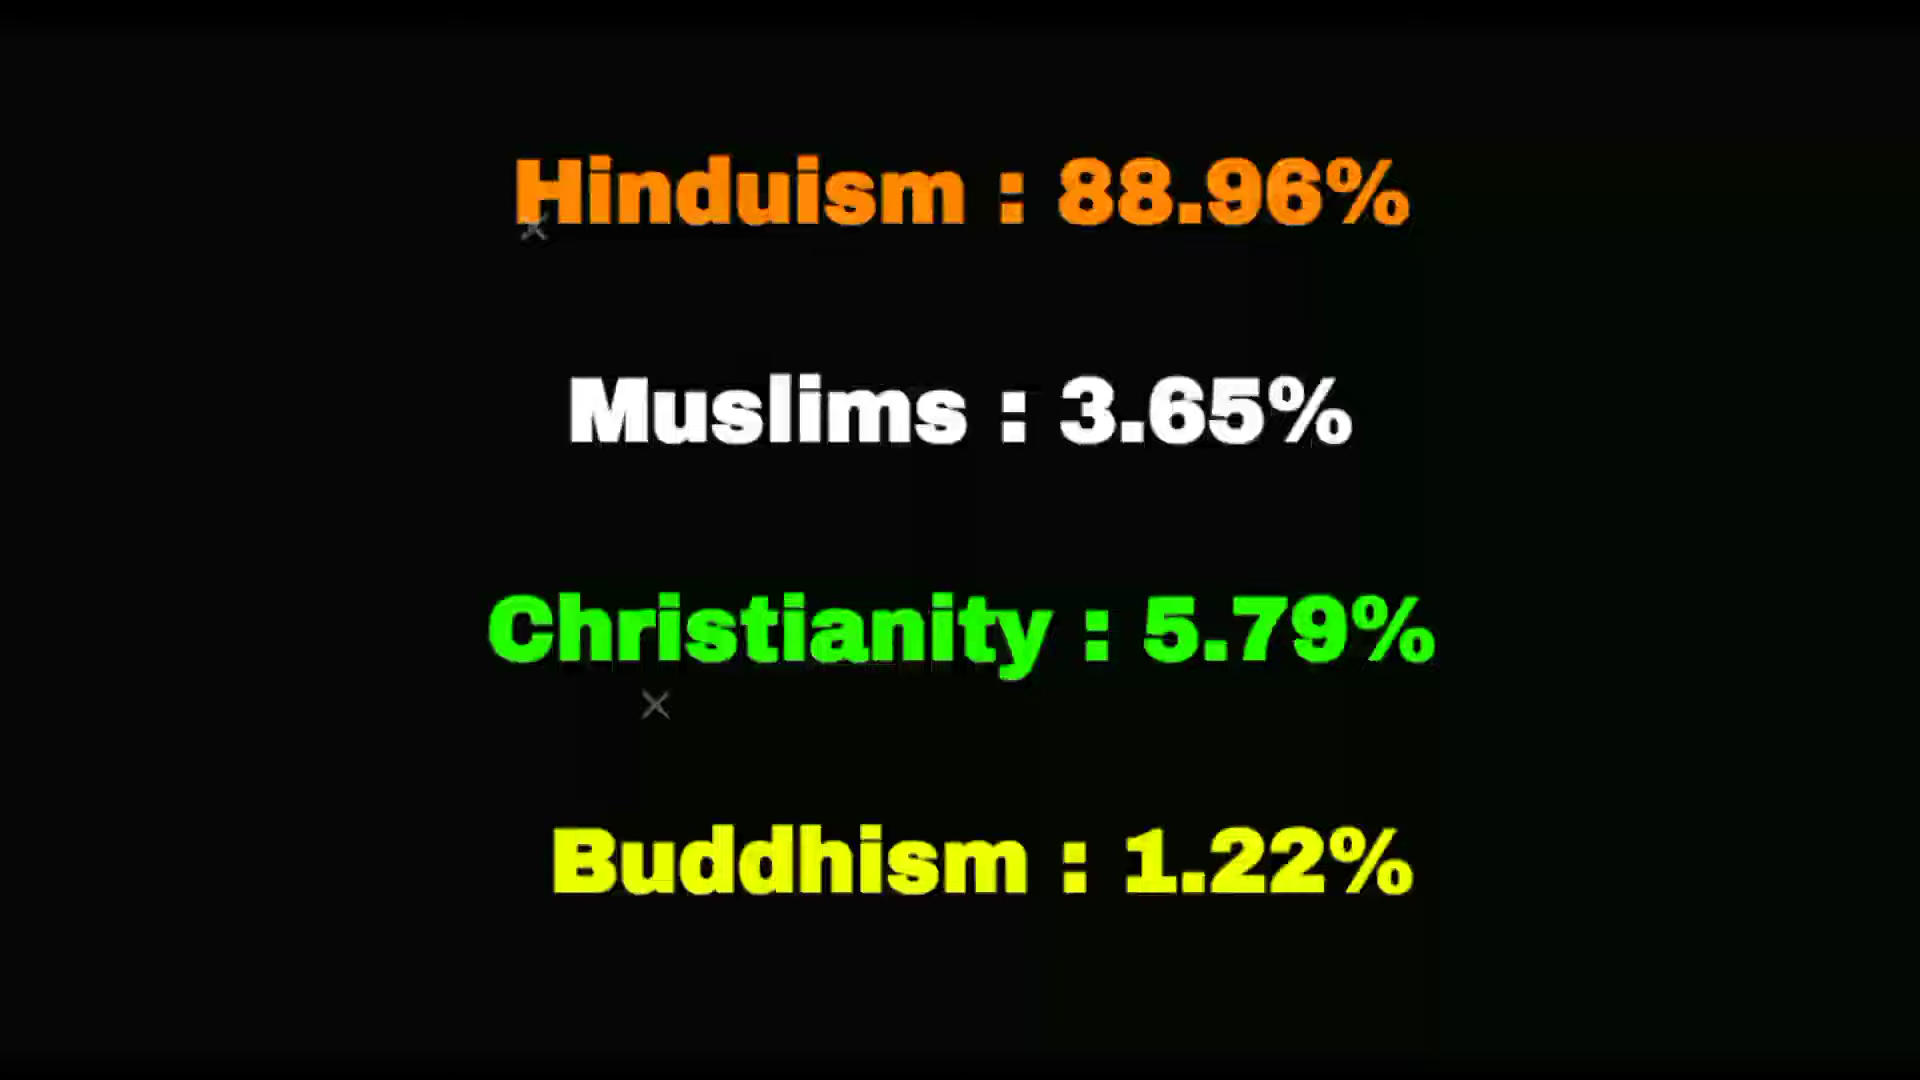 Hinduism : 88.96%
Muslims : 3.65%
Christianity : 5.79%
Buddhism : 1.22%